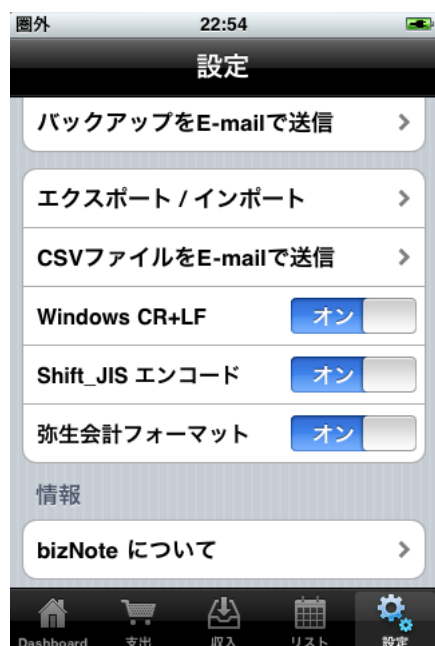 圏外 22:54
設定
バックアップをE-mailで送信
エクスポート / インポート
CSVファイルをE-mailで送信
Windows CR+LF オン
Shift_JIS エンコード オン
弥生会計フォーマット オン
情報
bizNote について
Dashboard 支出 収入 リスト 設定